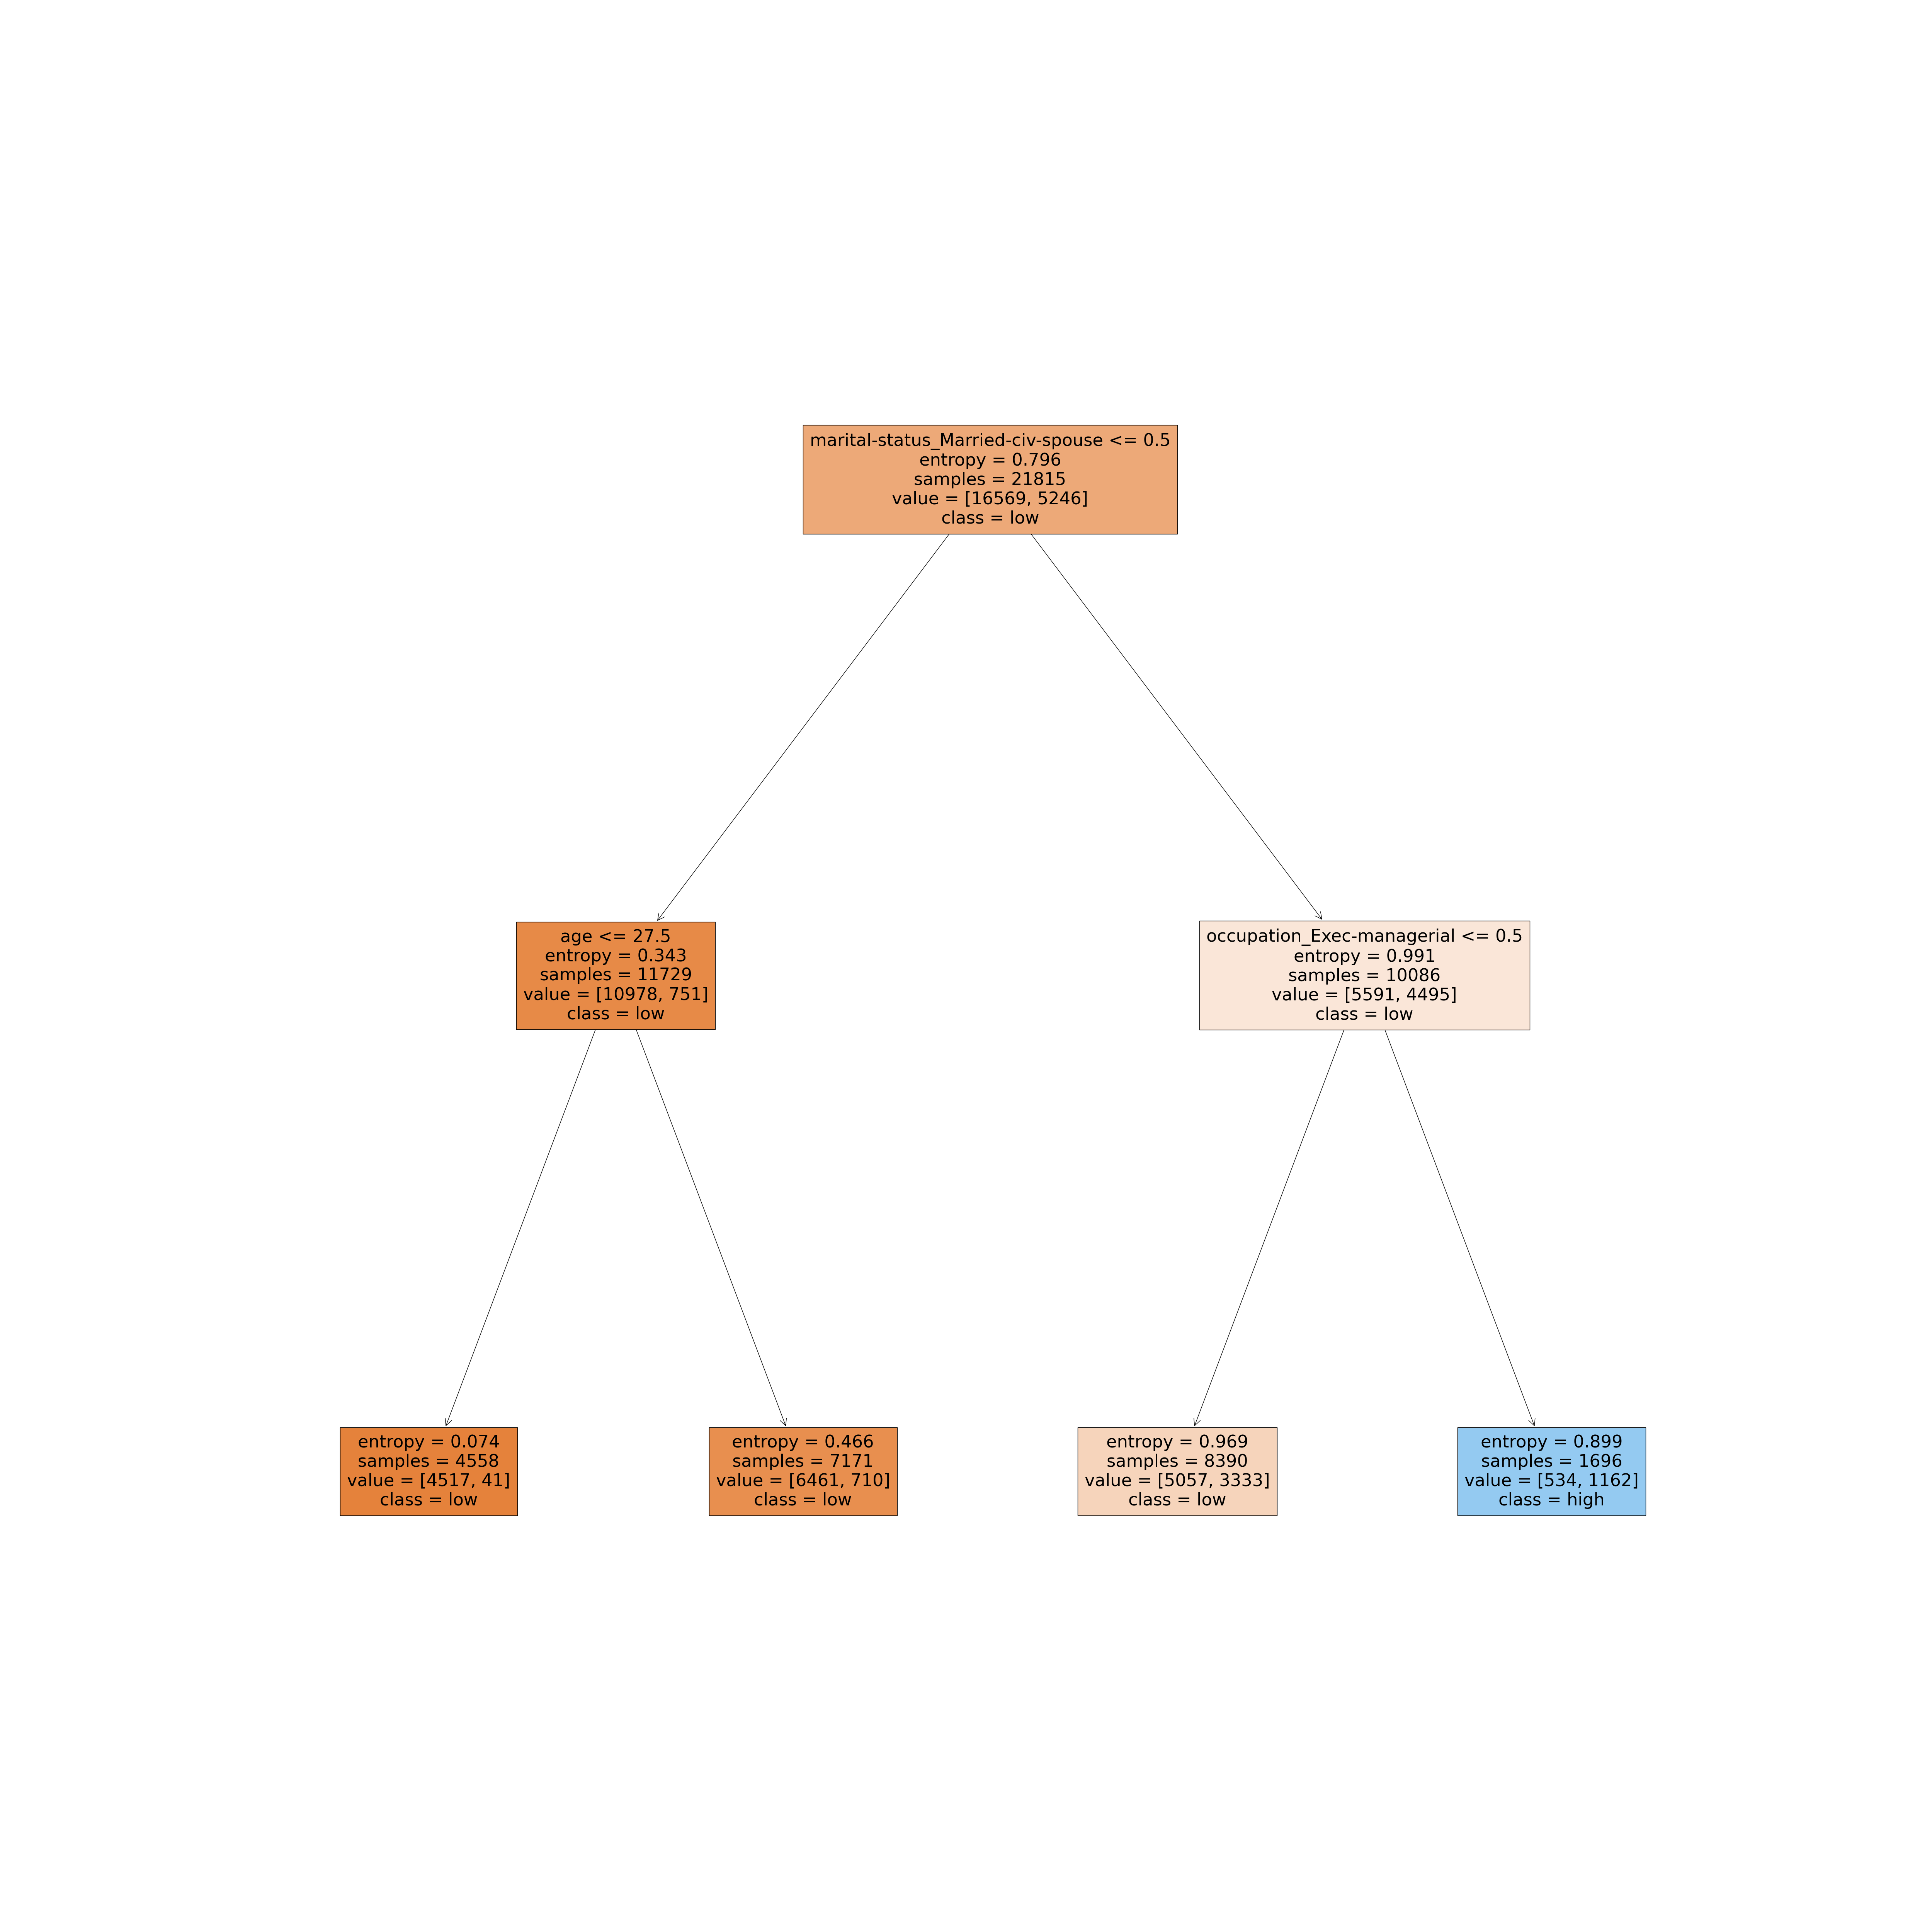 marital-status_Married-civ-spouse <= 0.5
entropy = 0.796
samples = 21815
value = [16569, 5246]
class = low
age <= 27.5
entropy = 0.343
samples = 11729
value = [10978, 751]
class = low
occupation_Exec-managerial <= 0.5
entropy = 0.991
samples = 10086
value = [5591, 4495]
class = low
entropy = 0.074
samples = 4558
value = [4517, 41]
class = low
entropy = 0.466
samples = 7171
value = [6461, 710]
class = low
entropy = 0.969
samples = 8390
value = [5057, 3333]
class = low
entropy = 0.899
samples = 1696
value = [534, 1162]
class = high